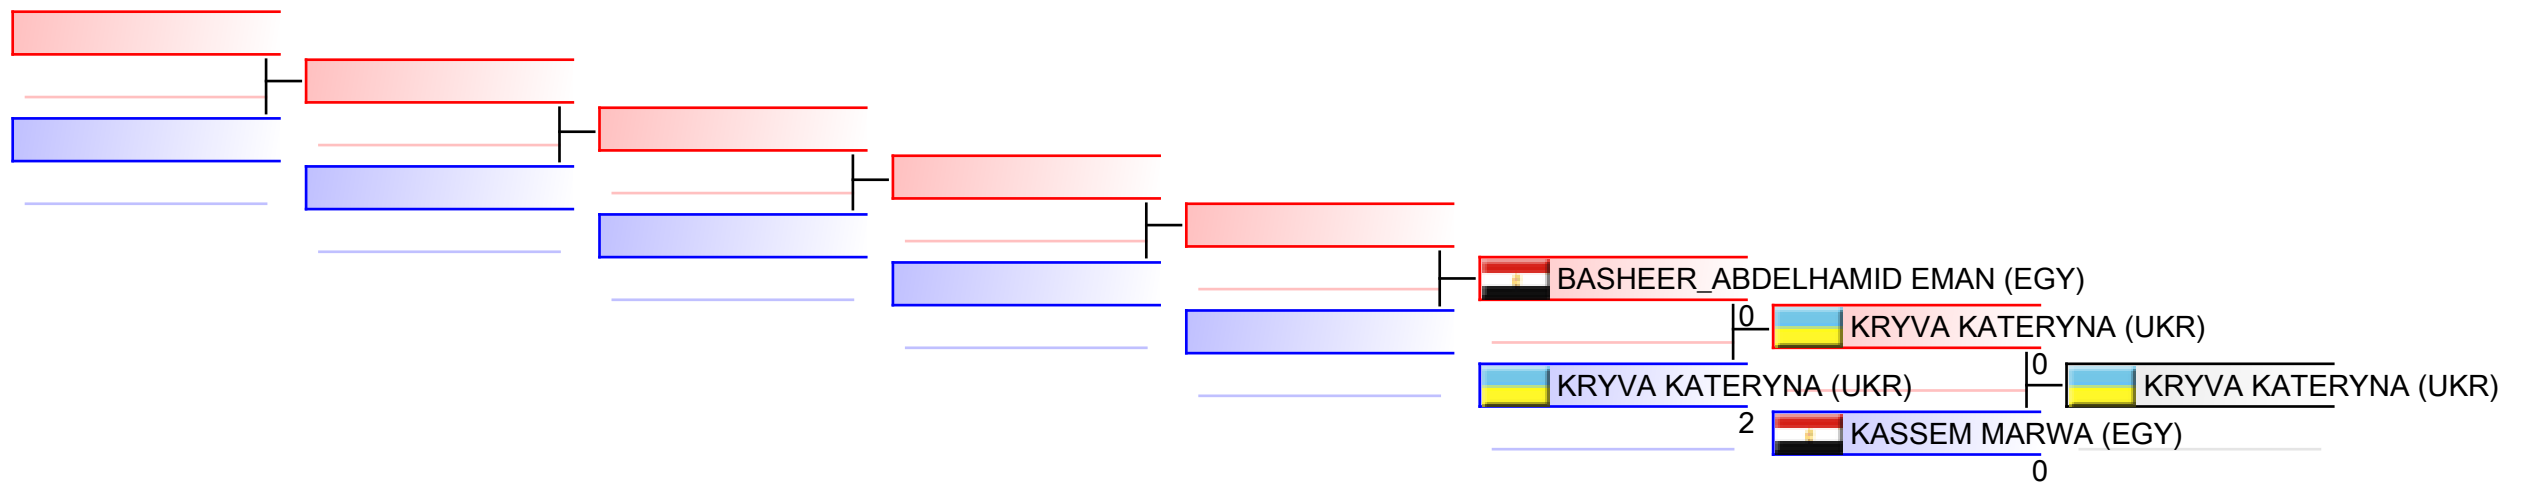 BASHEER_ABDELHAMID EMAN (EGY)
0
KRYVA KATERYNA (UKR)
0
KRYVA KATERYNA (UKR)
2
KRYVA KATERYNA (UKR)
KASSEM MARWA (EGY)
0